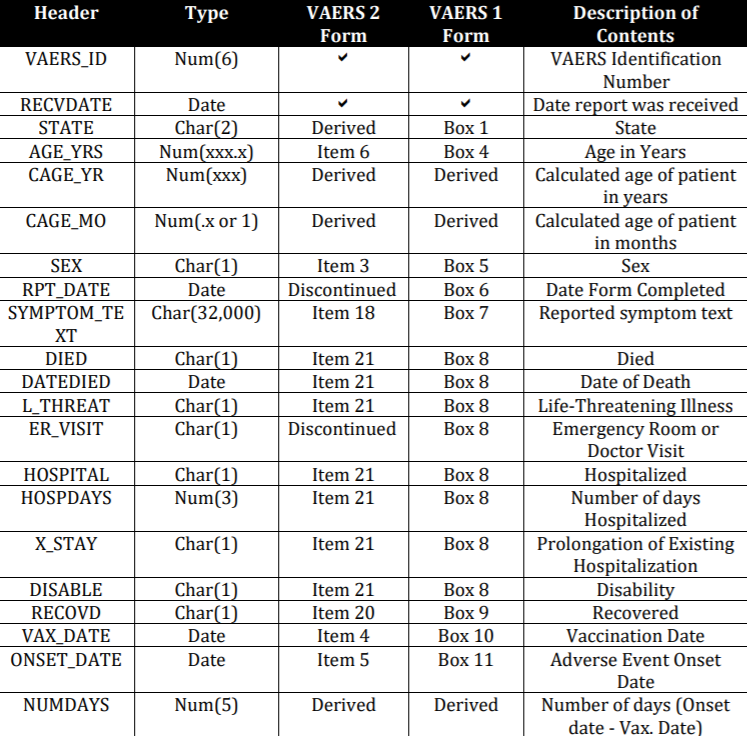 Header Type VAERS 2 Form VAERS 1 Form Description of Contents
VAERS_ID Num(6) ✔ ✔ VAERS Identification Number
RECVDATE Date ✔ ✔ Date report was received
STATE Char(2) Derived Box 1 State
AGE_YRS Num(xxx.x) Item 6 Box 4 Age in Years
CAGE_YR Num(xxx) Derived Derived Calculated age of patient in years
CAGE_MO Num(.x or 1) Derived Derived Calculated age of patient in months
SEX Char(1) Item 3 Box 5 Sex
RPT_DATE Date Discontinued Box 6 Date Form Completed
SYMPTOM_TEXT Char(32,000) Item 18 Box 7 Reported symptom text
DIED Char(1) Item 21 Box 8 Died
DATEDIED Date Item 21 Box 8 Date of Death
L_THREAT Char(1) Item 21 Box 8 Life-Threatening Illness
ER_VISIT Char(1) Discontinued Box 8 Emergency Room or Doctor Visit
HOSPITAL Char(1) Item 21 Box 8 Hospitalized
HOSPDAYS Num(3) Item 21 Box 8 Number of days Hospitalized
X_STAY Char(1) Item 21 Box 8 Prolongation of Existing Hospitalization
DISABLE Char(1) Item 21 Box 8 Disability
RECOVD Char(1) Item 20 Box 9 Recovered
VAX_DATE Date Item 4 Box 10 Vaccination Date
ONSET_DATE Date Item 5 Box 11 Adverse Event Onset Date
NUMDAYS Num(5) Derived Derived Number of days (Onset date - Vax. Date)